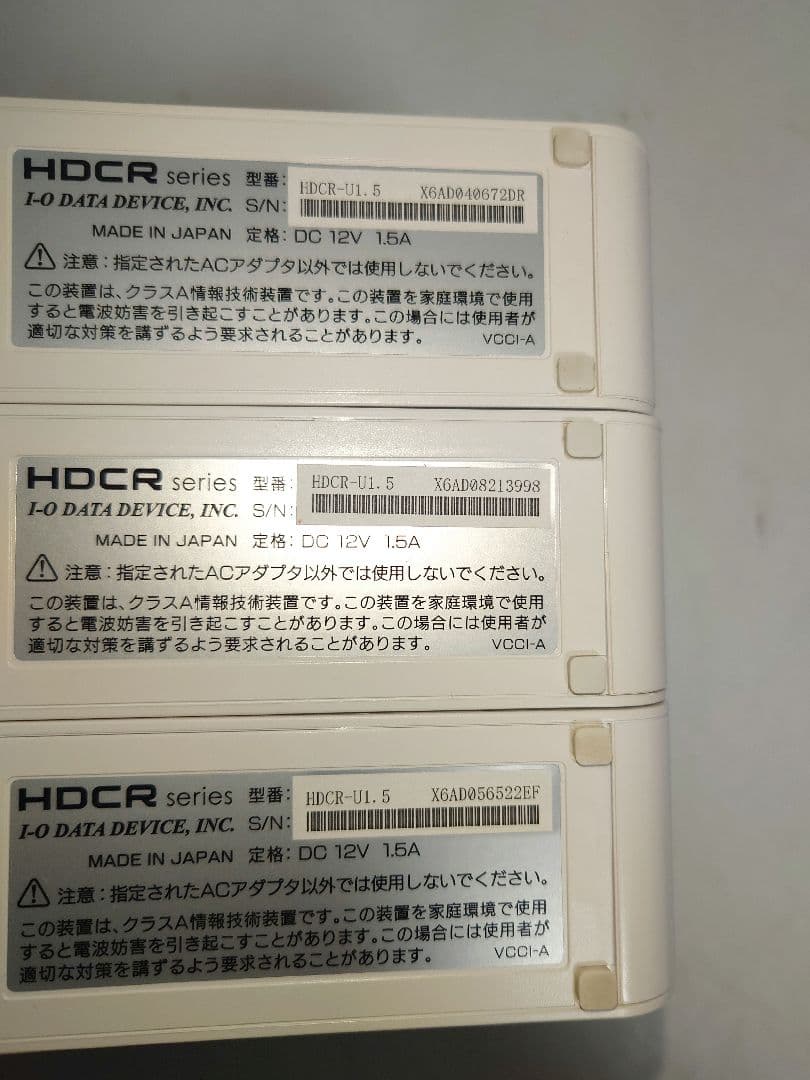 HDCR series 型番: HDCR-U1.5 X6AD040672DR
I-O DATA DEVICE, INC. S/N:
MADE IN JAPAN 定格: DC 12V 1.5A
注意：指定されたACアダプタ以外では使用しないでください。
この装置は、クラスA情報技術装置です。この装置を家庭環境で使用
すると電波妨害を引き起こすことがあります。この場合には使用者が
適切な対策を講ずるよう要求されることがあります。 VCCI-A
HDCR series 型番: HDCR-U1.5 X6AD08213998
I-O DATA DEVICE, INC. S/N:
MADE IN JAPAN 定格: DC 12V 1.5A
注意：指定されたACアダプタ以外では使用しないでください。
この装置は、クラスA情報技術装置です。この装置を家庭環境で使用
すると電波妨害を引き起こすことがあります。この場合には使用者が
適切な対策を講ずるよう要求されることがあります。 VCCI-A
HDCR series 型番: HDCR-U1.5 X6AD056522EF
I-O DATA DEVICE, INC. S/N:
MADE IN JAPAN 定格: DC 12V 1.5A
注意：指定されたACアダプタ以外では使用しないでください。
この装置は、クラスA情報技術装置です。この装置を家庭環境で使用
すると電波妨害を引き起こすことがあります。この場合には使用者が
適切な対策を講ずるよう要求されることがあります。 VCCI-A